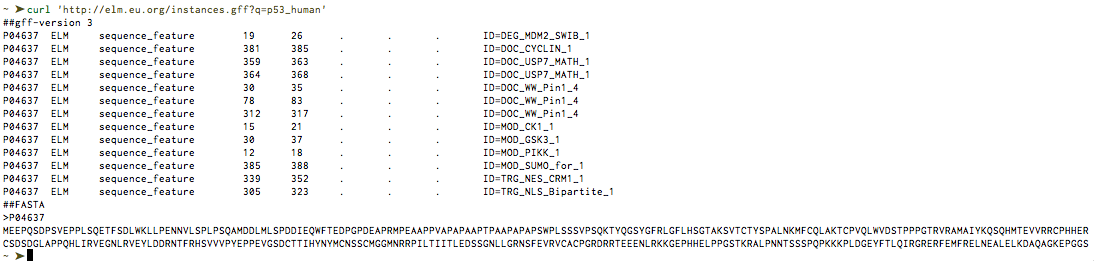 ~ ➤curl 'http://elm.eu.org/instances.gff?q=p53_human'
##gff-version 3
P04637 ELM sequence_feature 19 26 . . . ID=DEG_MDM2_SWIB_1
P04637 ELM sequence_feature 381 385 . . . ID=DOC_CYCLIN_1
P04637 ELM sequence_feature 359 363 . . . ID=DOC_USP7_MATH_1
P04637 ELM sequence_feature 364 368 . . . ID=DOC_USP7_MATH_1
P04637 ELM sequence_feature 30 35 . . . ID=DOC_WW_Pin1_4
P04637 ELM sequence_feature 78 83 . . . ID=DOC_WW_Pin1_4
P04637 ELM sequence_feature 312 317 . . . ID=DOC_WW_Pin1_4
P04637 ELM sequence_feature 15 21 . . . ID=MOD_CK1_1
P04637 ELM sequence_feature 30 37 . . . ID=MOD_GSK3_1
P04637 ELM sequence_feature 12 18 . . . ID=MOD_PIKK_1
P04637 ELM sequence_feature 385 388 . . . ID=MOD_SUMO_for_1
P04637 ELM sequence_feature 339 352 . . . ID=TRG_NES_CRM1_1
P04637 ELM sequence_feature 305 323 . . . ID=TRG_NLS_Bipartite_1
##FASTA
>P04637
MEEPQSDPSVEPPLSQETFSDLWKLLPENNVLSPLPSQAMDDLMLSPDDIEQWFTEDPGPDEAPRMPEAAPPVAPAPAAPTPAAPAPAPSWPLSSSVPSQKTYQGSYGFRLGFLHSGTAKSVTCTYSPALNKMFCQLAKTCPVQLWVDSTPPPGTRVRAMAIYKQSQHMTEVVRRCPHHER
CSDSDGLAPPQHLIRVEGNLRVEYLDDRNTFRHSVVVPYEPPEVGSDCTTIHYNYMCNSSCMGGMNRRPILTIITLEDSSGNLLGRNSFEVRVCACPGRDRRTEEENLRKKGEPHHELPPGSTKRALPNNTSSSPQPKKKPLDGEYFTLQIRGRERFEMFRELNEALELKDAQAGKEPGGS
~ ➤